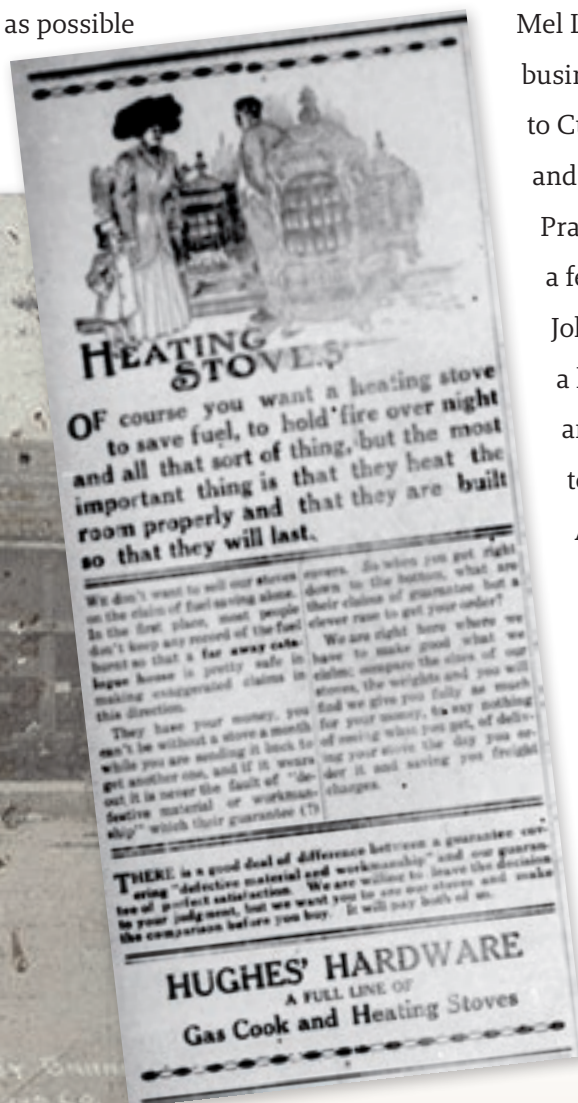 as possible
HEATING
STOVES
OF course you want a heating stove
to save fuel, to hold fire over night
and all that sort of thing, but the most
important thing is that they heat the
room properly and that they are built
so that they will last.
We don't want to sell our stoves
on the claim of fuel saving alone.
In the first place, most people
don't keep any record of the fuel
burnt so that a far away cata-
logue house is pretty safe in
making exaggerated claims in
this direction.
They have your money, you
can't be without a stove a month
while you are sending it back to
get another one, and if it wears
out it is never the fault of "de-
fective material or workman-
ship" which their guarantee (?)
covers. So when you get right
down to the bottom, what are
their claims of guarantee but a
clever ruse to get your order?
We are right here where we
have to make good what we
claim; compare the sizes of our
stoves, the weights and you will
find we give you fully as much
for your money, to say nothing
of seeing what you get, of deliv-
ing your stove the day you or-
der it and saving you freight
charges.
THERE is a good deal of difference between a guarantee cov-
ering "defective material and workmanship" and our guaran-
tee of perfect satisfaction. We are willing to leave the decision
to your judgment, but we want you to see our stoves and make
the comparison before you buy. It will pay both of us.
HUGHES' HARDWARE
A FULL LINE OF
Gas Cook and Heating Stoves
Mel
busin
to
and
Pra
a fe
Jo
a
a
to